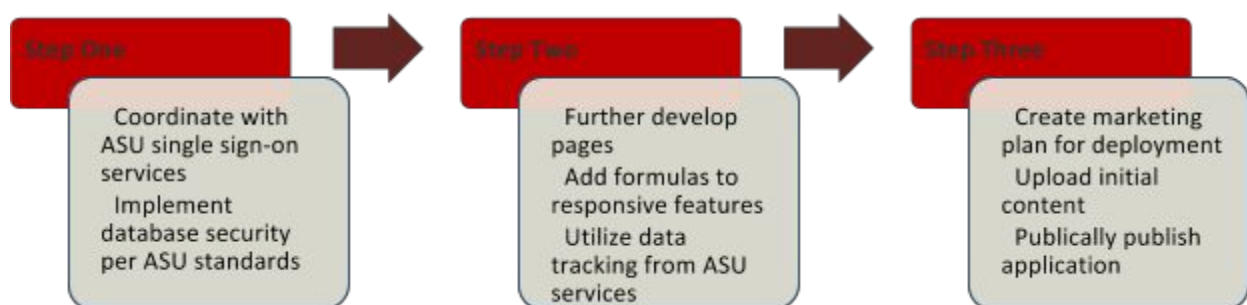 Step One
Coordinate with
ASU single sign-on
services
Implement
database security
per ASU standards
Step Two
Further develop
pages
Add formulas to
responsive features
Utilize data
tracking from ASU
services
Step Three
Create marketing
plan for deployment
Upload initial
content
Publically publish
application